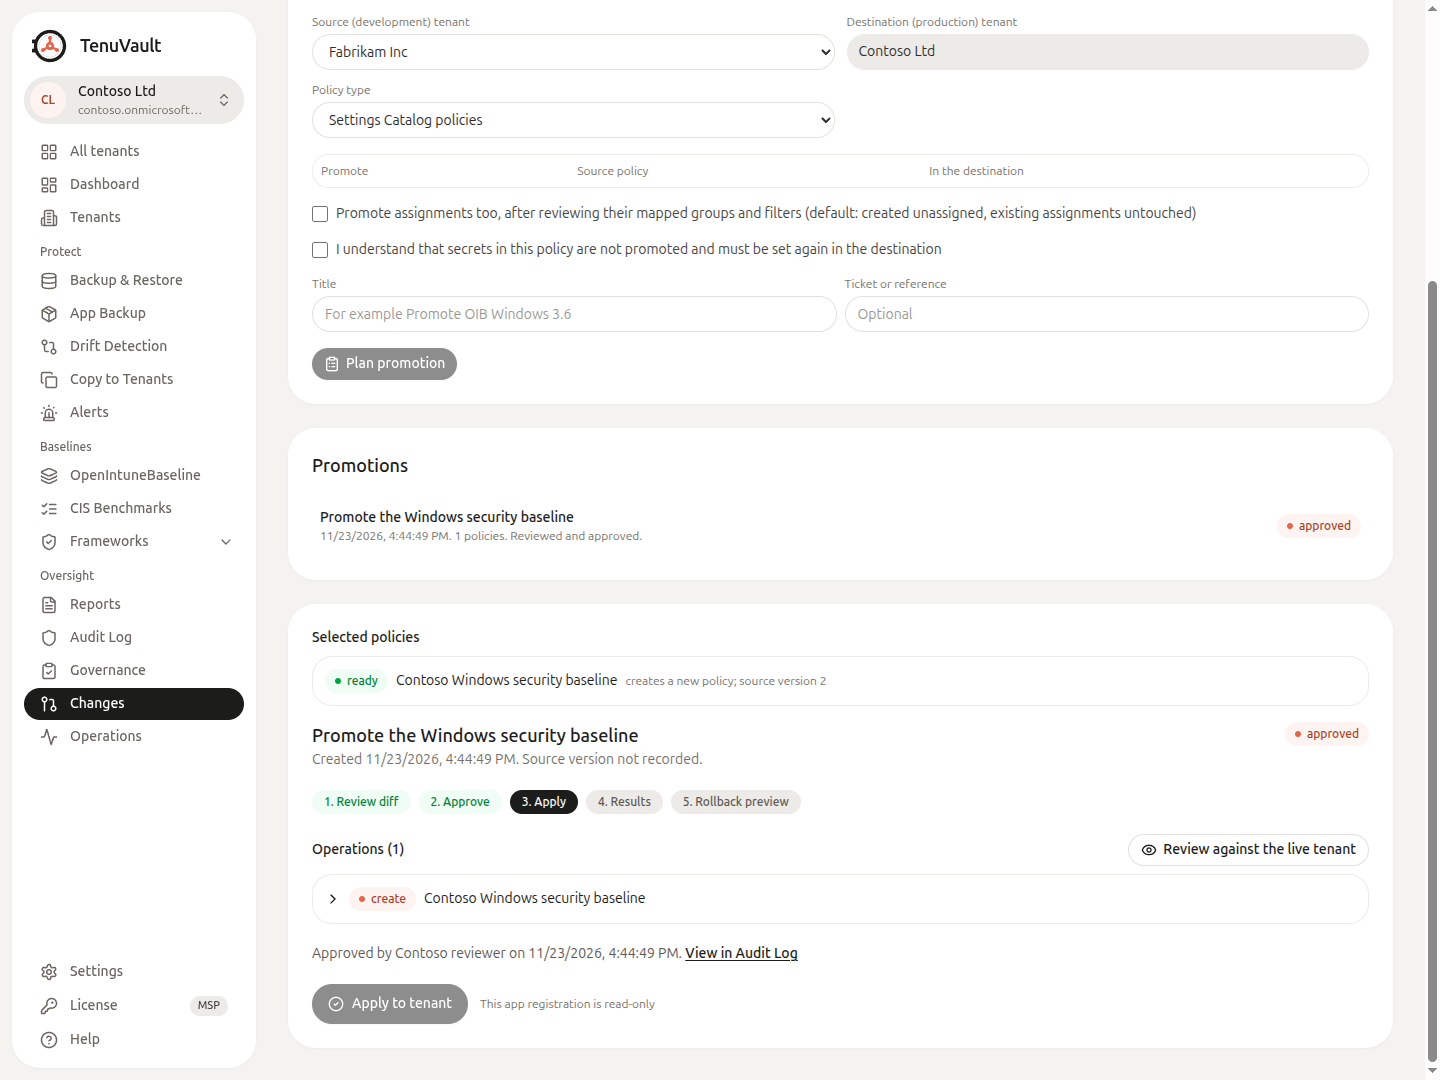 TenuVault
CL
Contoso Ltd
contoso.onmicrosoft...
All tenants
Dashboard
Tenants
Protect
Backup & Restore
App Backup
Drift Detection
Copy to Tenants
Alerts
Baselines
OpenIntuneBaseline
CIS Benchmarks
Frameworks
Oversight
Reports
Audit Log
Governance
Changes
Operations
Settings
License MSP
Help
Source (development) tenant
Fabrikam Inc
Destination (production) tenant
Contoso Ltd
Policy type
Settings Catalog policies
Promote Source policy In the destination
Promote assignments too, after reviewing their mapped groups and filters (default: created unassigned, existing assignments untouched)
I understand that secrets in this policy are not promoted and must be set again in the destination
Title
For example Promote OIB Windows 3.6
Ticket or reference
Optional
Plan promotion
Promotions
Promote the Windows security baseline
11/23/2026, 4:44:49 PM. 1 policies. Reviewed and approved.
approved
Selected policies
ready Contoso Windows security baseline creates a new policy; source version 2
Promote the Windows security baseline
approved
Created 11/23/2026, 4:44:49 PM. Source version not recorded.
1. Review diff 2. Approve 3. Apply 4. Results 5. Rollback preview
Operations (1)
Review against the live tenant
create Contoso Windows security baseline
Approved by Contoso reviewer on 11/23/2026, 4:44:49 PM. View in Audit Log
Apply to tenant This app registration is read-only